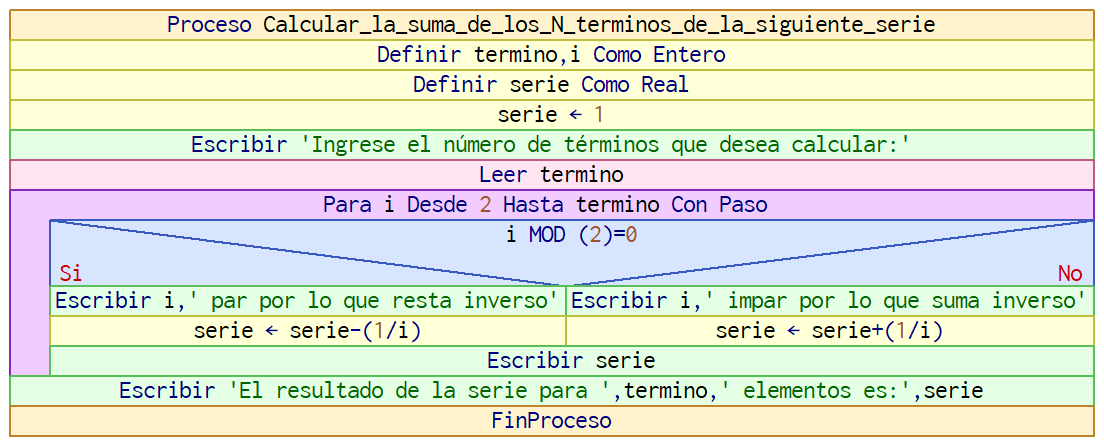 Proceso Calcular_la_suma_de_los_N_terminos_de_la_siguiente_serie
Definir termino,i Como Entero
Definir serie Como Real
serie ← 1
Escribir 'Ingrese el número de términos que desea calcular:'
Leer termino
Para i Desde 2 Hasta termino Con Paso
i MOD (2)=0
Si No
Escribir i,' par por lo que resta inverso' Escribir i,' impar por lo que suma inverso'
serie ← serie-(1/i) serie ← serie+(1/i)
Escribir serie
Escribir 'El resultado de la serie para ',termino,' elementos es:',serie
FinProceso